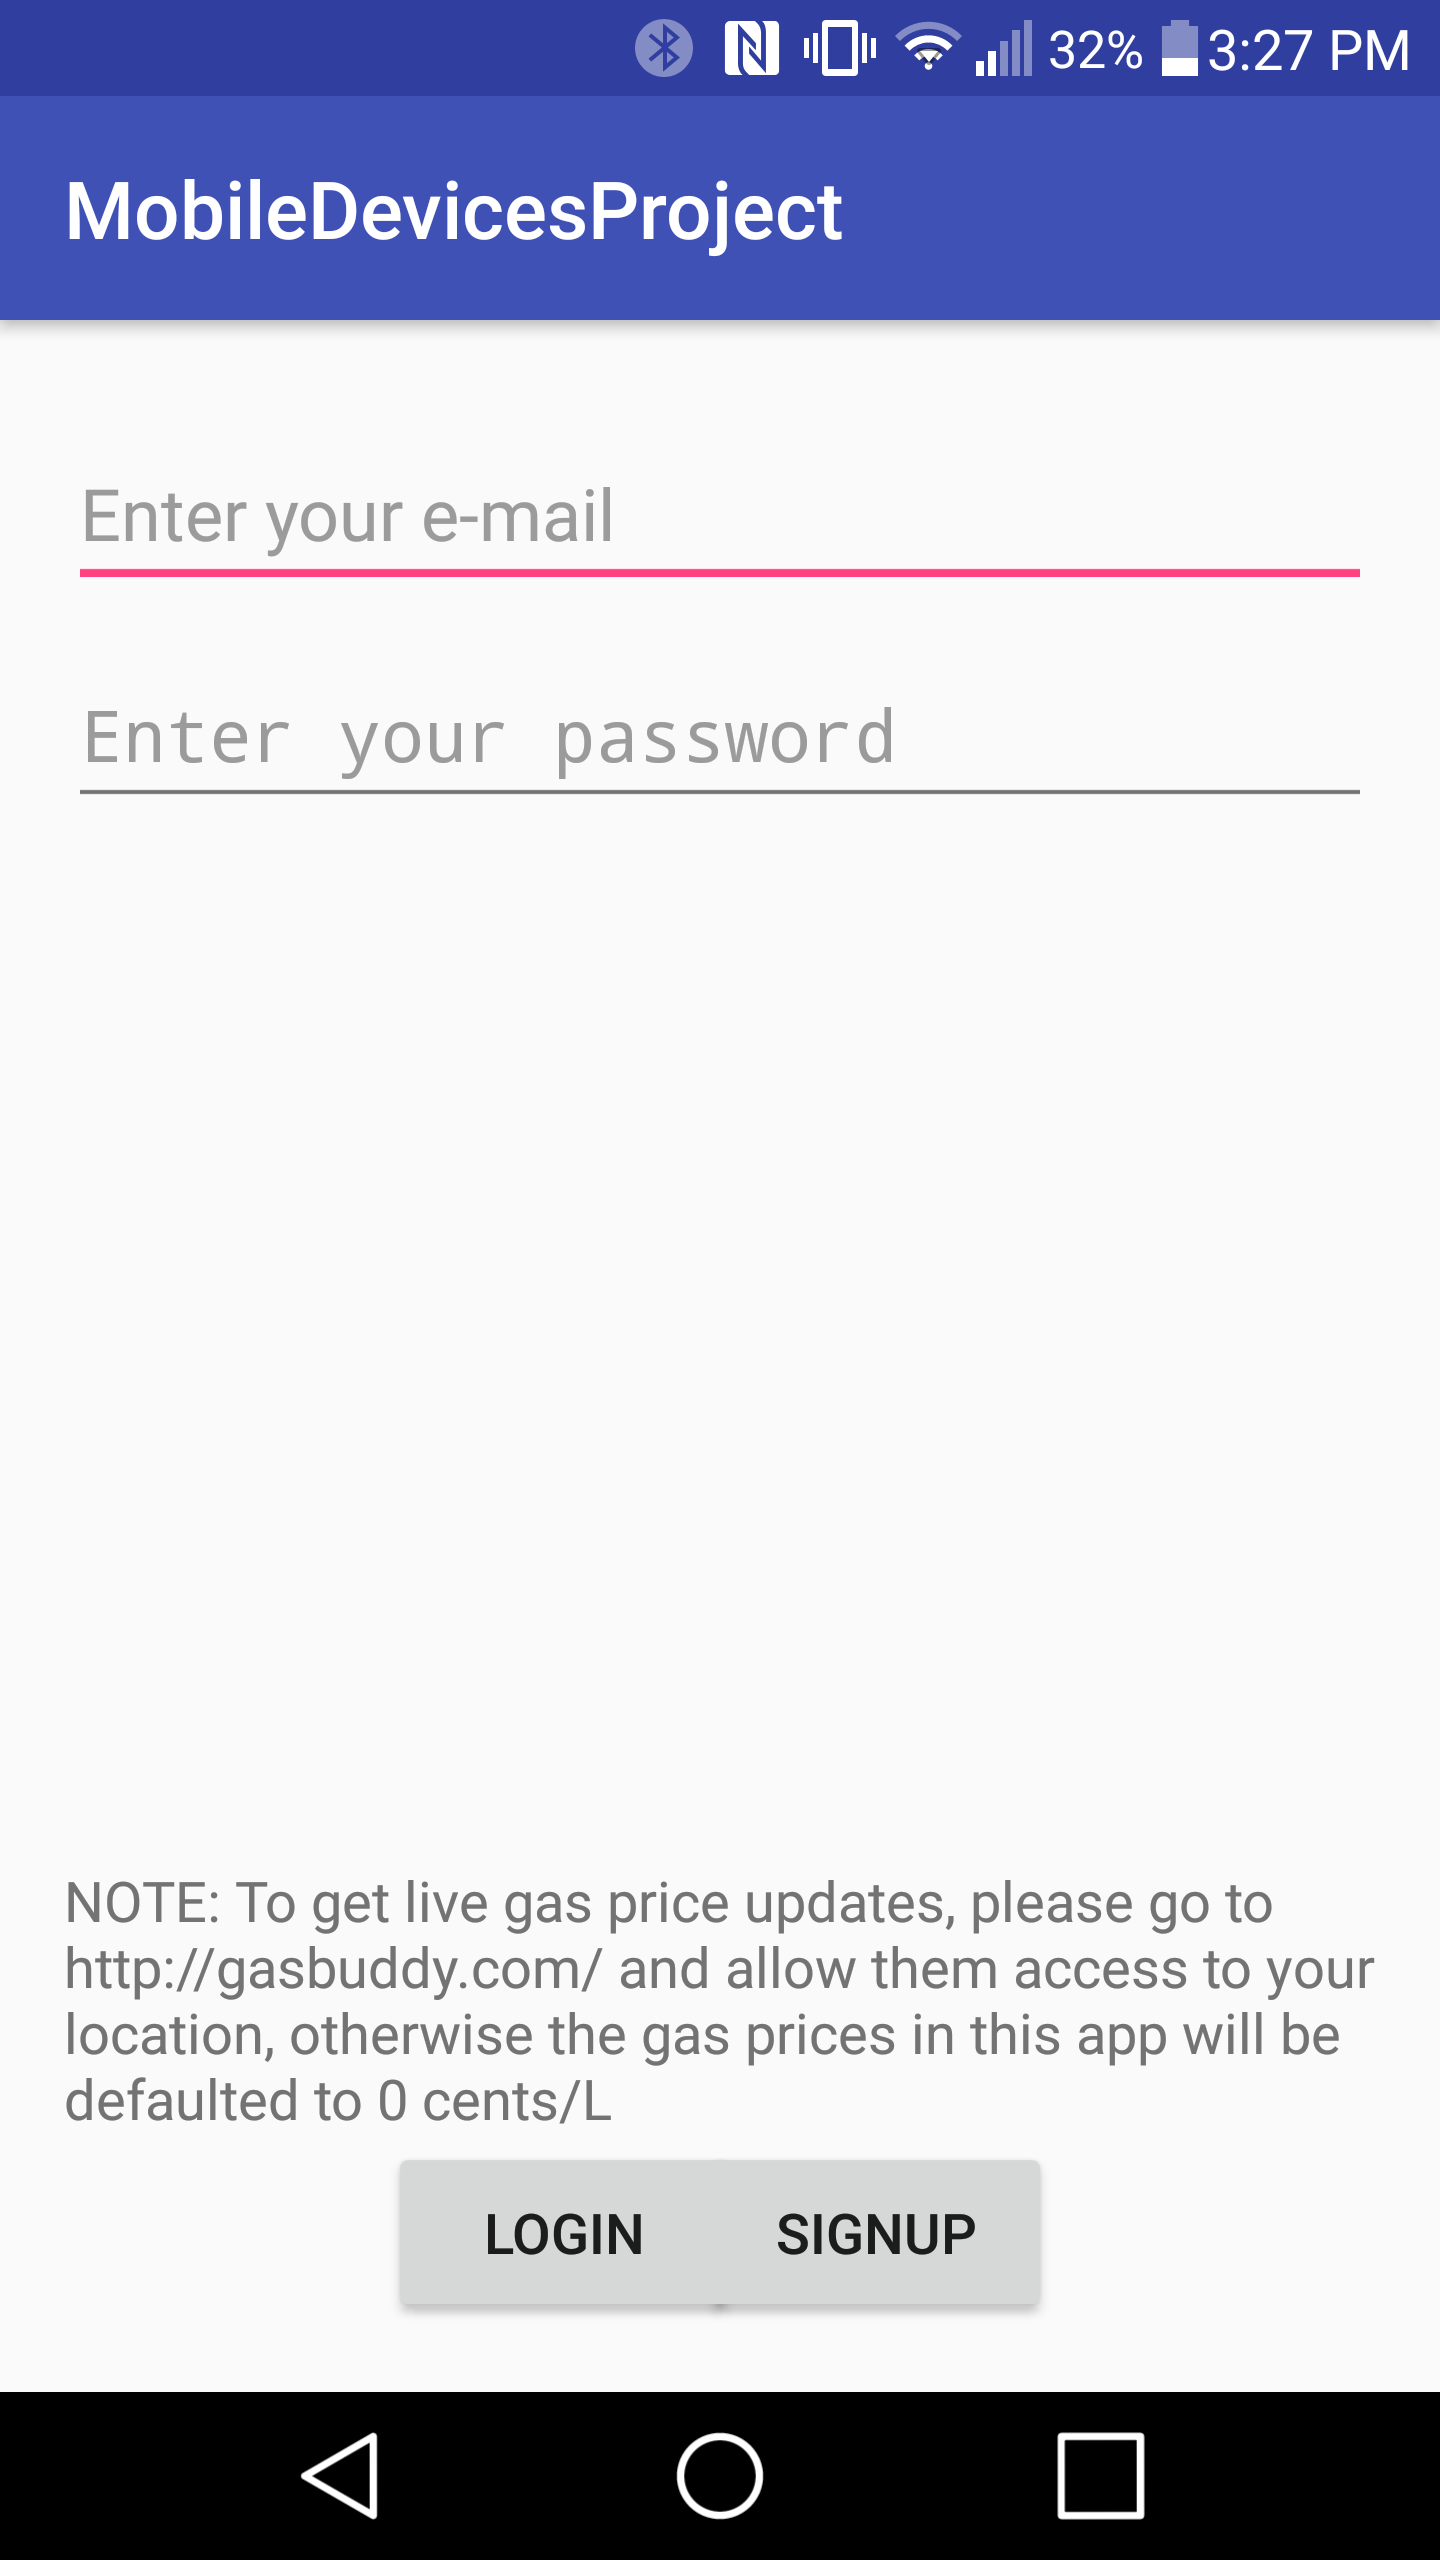 32% 3:27 PM
MobileDevicesProject
Enter your e-mail
Enter your password
NOTE: To get live gas price updates, please go to
http://gasbuddy.com/ and allow them access to your
location, otherwise the gas prices in this app will be
defaulted to 0 cents/L
LOGIN SIGNUP